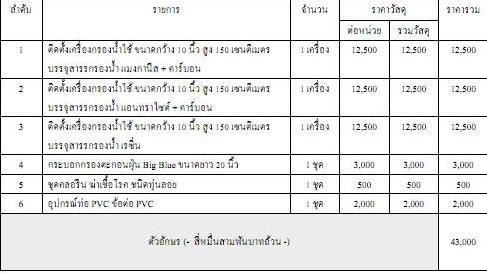 ลำดับ รายการ จำนวน ราคาวัสดุ ราคารวม
ต่อหน่วย รวมวัสดุ
1 ติดตั้งเครื่องกรองน้ำใช้ ขนาดกว้าง 10 นิ้ว สูง 150 เซนติเมตร 1 เครื่อง 12,500 12,500 12,500
บรรจุสารกรองน้ำ แมงกานีส + คาร์บอน
2 ติดตั้งเครื่องกรองน้ำใช้ ขนาดกว้าง 10 นิ้ว สูง 150 เซนติเมตร 1 เครื่อง 12,500 12,500 12,500
บรรจุสารกรองน้ำ แอนทราไซต์ + คาร์บอน
3 ติดตั้งเครื่องกรองน้ำใช้ ขนาดกว้าง 10 นิ้ว สูง 150 เซนติเมตร 1 เครื่อง 12,500 12,500 12,500
บรรจุสารกรองน้ำ เรซิ่น
4 กระบอกกรองตะกอนฝุ่น Big Blue ขนาดยาว 20 นิ้ว 1 ชุด 3,000 3,000 3,000
5 ชุดคลอรีน ฆ่าเชื้อโรค ชนิดทุ่นลอย 1 ชุด 500 500 500
6 อุปกรณ์ท่อ PVC ข้อต่อ PVC 1 ชุด 2,000 2,000 2,000
ตัวอักษร (- สี่หมื่นสามพันบาทถ้วน -) 43,000